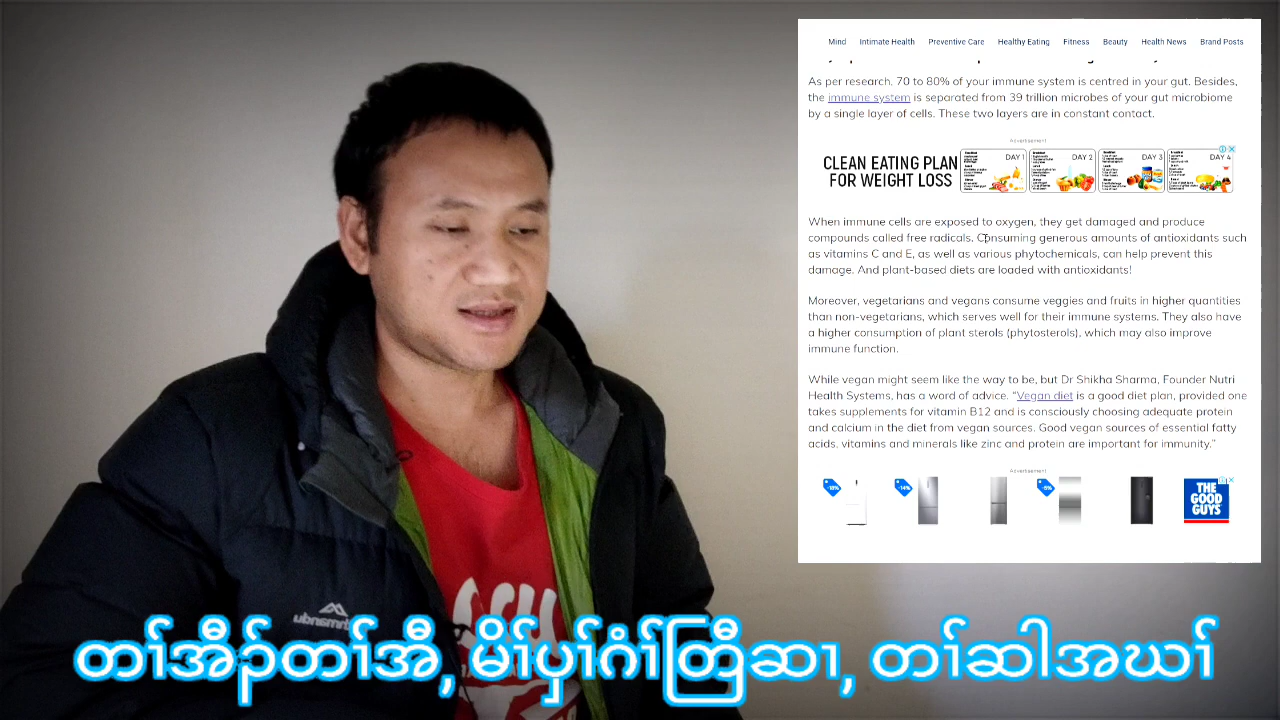 Mind Intimate Health Preventive Care Healthy Eating Fitness Beauty Health News Brand Posts
As per research, 70 to 80% of your immune system is centred in your gut. Besides,
the immune system is separated from 39 trillion microbes of your gut microbiome
by a single layer of cells. These two layers are in constant contact.
Advertisement
CLEAN EATING PLAN
FOR WEIGHT LOSS
DAY 1 DAY 2 DAY 3 DAY 4
When immune cells are exposed to oxygen, they get damaged and produce
compounds called free radicals. Consuming generous amounts of antioxidants such
as vitamins C and E, as well as various phytochemicals, can help prevent this
damage. And plant-based diets are loaded with antioxidants!
Moreover, vegetarians and vegans consume veggies and fruits in higher quantities
than non-vegetarians, which serves well for their immune systems. They also have
a higher consumption of plant sterols (phytosterols), which may also improve
immune function.
While vegan might seem like the way to be, but Dr Shikha Sharma, Founder Nutri
Health Systems, has a word of advice. “Vegan diet is a good diet plan, provided one
takes supplements for vitamin B12 and is consciously choosing adequate protein
and calcium in the diet from vegan sources. Good vegan sources of essential fatty
acids, vitamins and minerals like zinc and protein are important for immunity.”
Advertisement
-18% -14% -5%
THE
GOOD
GUYS
တၢ်အီၣ်တၢ်အီ, မိၢ်ပှၢ်ဂံၢ်တြီဆၢ, တၢ်ဆါအဃၢ်